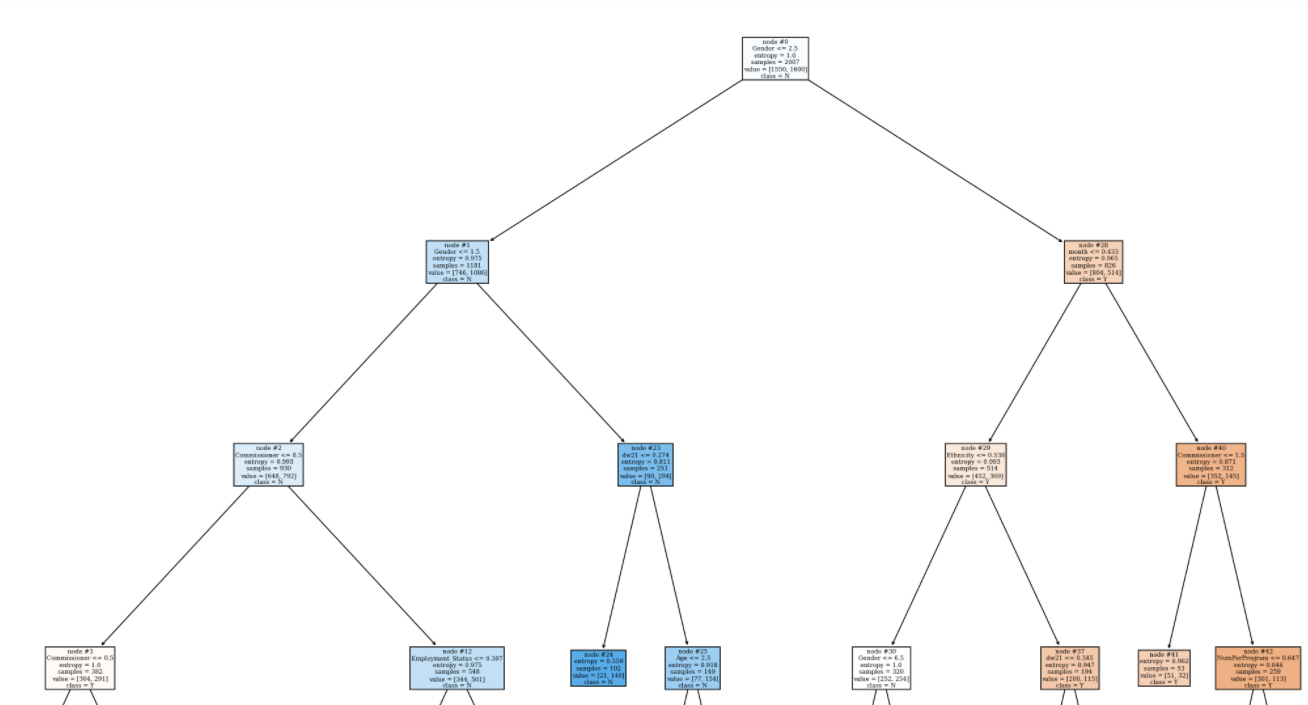 node #0
Gender <= 2.5
entropy = 1.0
samples = 2007
value = [1550, 1600]
class = N
node #1
Gender <= 1.5
entropy = 0.975
samples = 1181
value = [746, 1086]
class = N
node #28
month <= 0.433
entropy = 0.965
samples = 826
value = [804, 514]
class = Y
node #2
Commissioner <= 8.5
entropy = 0.993
samples = 930
value = [648, 792]
class = N
node #23
dw21 <= 0.274
entropy = 0.811
samples = 251
value = [98, 294]
class = N
node #29
Ethnicity <= 0.538
entropy = 0.993
samples = 514
value = [452, 369]
class = Y
node #40
Commissioner <= 1.5
entropy = 0.871
samples = 312
value = [352, 145]
class = Y
node #3
Commissioner <= 0.5
entropy = 1.0
samples = 382
value = [304, 291]
class = Y
node #12
Employment_Status <= 0.397
entropy = 0.975
samples = 548
value = [344, 501]
class = N
node #24
entropy = 0.558
samples = 102
value = [21, 140]
class = N
node #25
Age <= 2.5
entropy = 0.918
samples = 149
value = [77, 154]
class = N
node #30
Gender <= 6.5
entropy = 1.0
samples = 320
value = [252, 254]
class = N
node #37
dw21 <= 0.345
entropy = 0.947
samples = 194
value = [200, 115]
class = Y
node #41
entropy = 0.962
samples = 53
value = [51, 32]
class = Y
node #42
NumPerProgram <= 0.647
entropy = 0.846
samples = 259
value = [301, 113]
class = Y